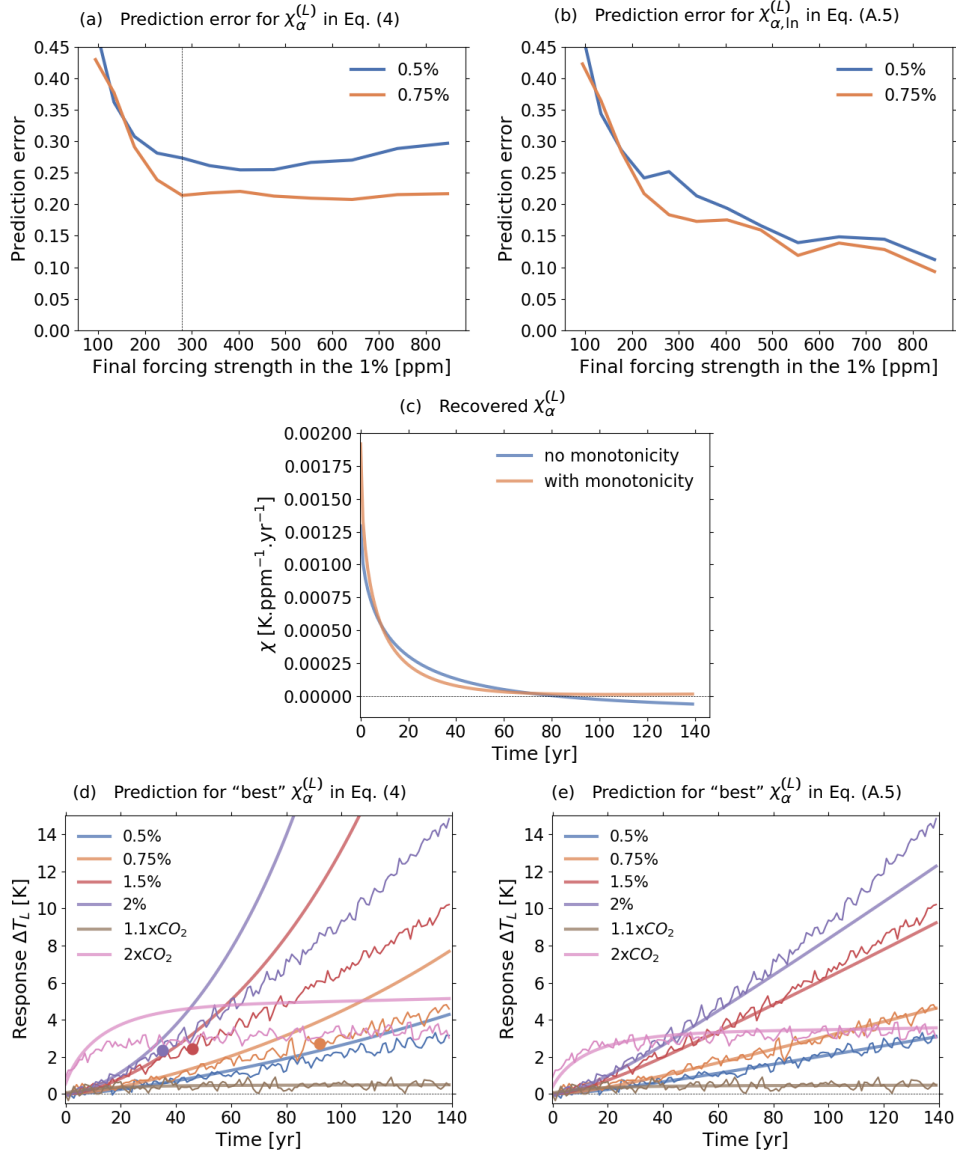 (a) Prediction error for χ_α^(L) in Eq. (4)
0.45
0.40
0.35
0.30
0.25
0.20
0.15
0.10
0.05
0.00
Prediction error
0.5%
0.75%
100 200 300 400 500 600 700 800
Final forcing strength in the 1% [ppm]
(b) Prediction error for χ_α,ln^(L) in Eq. (A.5)
0.45
0.40
0.35
0.30
0.25
0.20
0.15
0.10
0.05
0.00
Prediction error
0.5%
0.75%
100 200 300 400 500 600 700 800
Final forcing strength in the 1% [ppm]
(c) Recovered χ_α^(L)
0.00200
0.00175
0.00150
0.00125
0.00100
0.00075
0.00050
0.00025
0.00000
χ [K.ppm⁻¹.yr⁻¹]
no monotonicity
with monotonicity
0 20 40 60 80 100 120 140
Time [yr]
(d) Prediction for “best” χ_α^(L) in Eq. (4)
14
12
10
8
6
4
2
0
Response ΔT_L [K]
0.5%
0.75%
1.5%
2%
1.1xCO₂
2xCO₂
0 20 40 60 80 100 120 140
Time [yr]
(e) Prediction for “best” χ_α^(L) in Eq. (A.5)
14
12
10
8
6
4
2
0
Response ΔT_L [K]
0.5%
0.75%
1.5%
2%
1.1xCO₂
2xCO₂
0 20 40 60 80 100 120 140
Time [yr]